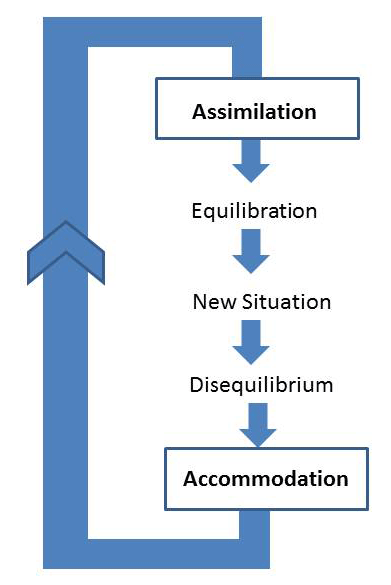 Assimilation
Equilibration
New Situation
Disequilibrium
Accommodation